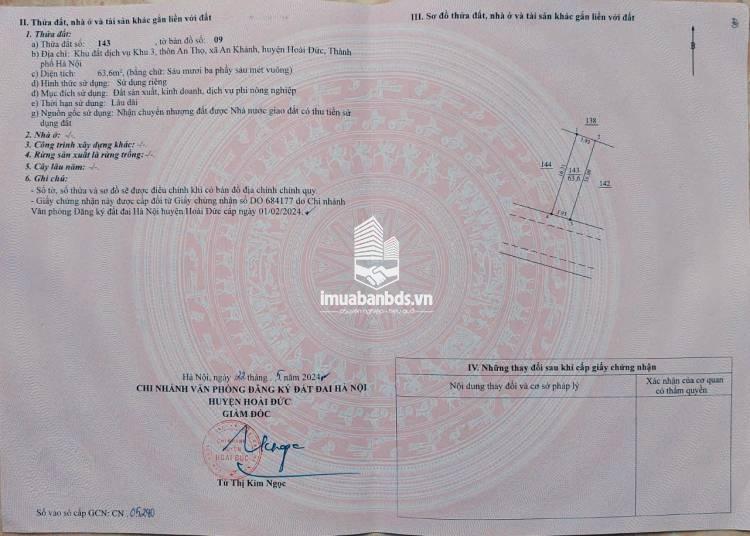 II. Thửa đất, nhà ở và tài sản khác gắn liền với đất
1. Thửa đất:
a) Thửa đất số: 143 , tờ bản đồ số: 09
b) Địa chỉ: Khu đất dịch vụ Khu 3, thôn An Thọ, xã An Khánh, huyện Hoài Đức, Thành
phố Hà Nội
c) Diện tích: 63,6m², (bằng chữ: Sáu mươi ba phẩy sáu mét vuông)
d) Hình thức sử dụng: Sử dụng riêng
đ) Mục đích sử dụng: Đất sản xuất, kinh doanh, dịch vụ phi nông nghiệp
e) Thời hạn sử dụng: Lâu dài
g) Nguồn gốc sử dụng: Nhận chuyển nhượng đất được Nhà nước giao đất có thu tiền sử
dụng đất
2. Nhà ở: -/-.
3. Công trình xây dựng khác: -/-.
4. Rừng sản xuất là rừng trồng: -/-.
5. Cây lâu năm: -/-.
6. Ghi chú:
- Số tờ, số thửa và sơ đồ sẽ được điều chỉnh khi có bản đồ địa chính chính quy.
- Giấy chứng nhận này được cấp đổi từ Giấy chứng nhận số DO 684177 do Chi nhánh
Văn phòng Đăng ký đất đai Hà Nội huyện Hoài Đức cấp ngày 01/02/2024.
imuabanbds.vn
chuyên nghiệp - hiệu quả
Hà Nội, ngày 22 tháng 5 năm 2024
CHI NHÁNH VĂN PHÒNG ĐĂNG KÝ ĐẤT ĐAI HÀ NỘI
HUYỆN HOÀI ĐỨC
GIÁM ĐỐC
HOÀI ĐỨC
Từ Thị Kim Ngọc
Số vào sổ cấp GCN: CN 05290
III. Sơ đồ thửa đất, nhà ở và tài sản khác gắn liền với đất
B
138
144
143
63,6
142
IV. Những thay đổi sau khi cấp giấy chứng nhận
Nội dung thay đổi và cơ sở pháp lý
Xác nhận của cơ quan
có thẩm quyền